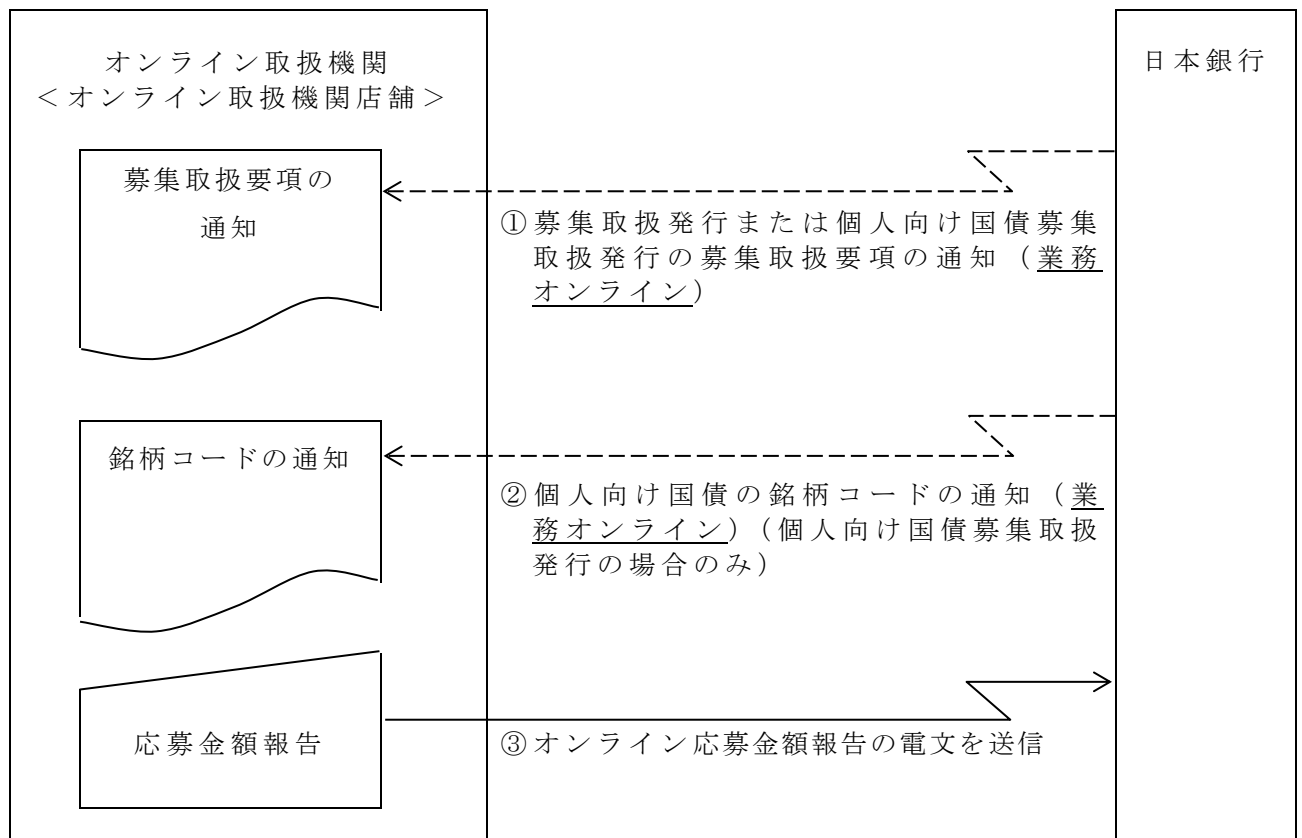 オンライン取扱機関
＜オンライン取扱機関店舗＞
日本銀行
募集取扱要項の
通知
①募集取扱発行または個人向け国債募集
取扱発行の募集取扱要項の通知（業務
オンライン）
銘柄コードの通知
②個人向け国債の銘柄コードの通知（業
務オンライン）（個人向け国債募集取扱
発行の場合のみ）
応募金額報告
③オンライン応募金額報告の電文を送信